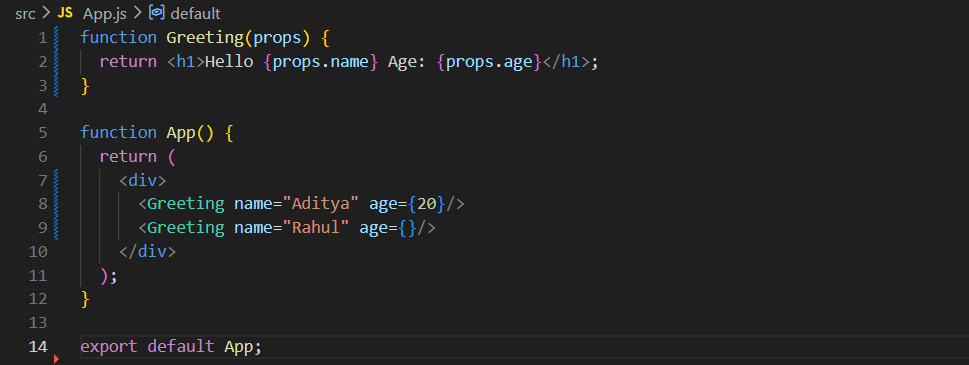 src > JS App.js > default
1 function Greeting(props) {
2   return <h1>Hello {props.name} Age: {props.age}</h1>;
3 }
4
5 function App() {
6   return (
7     <div>
8       <Greeting name="Aditya" age={20}/>
9       <Greeting name="Rahul" age={}/>
10     </div>
11   );
12 }
13
14 export default App;